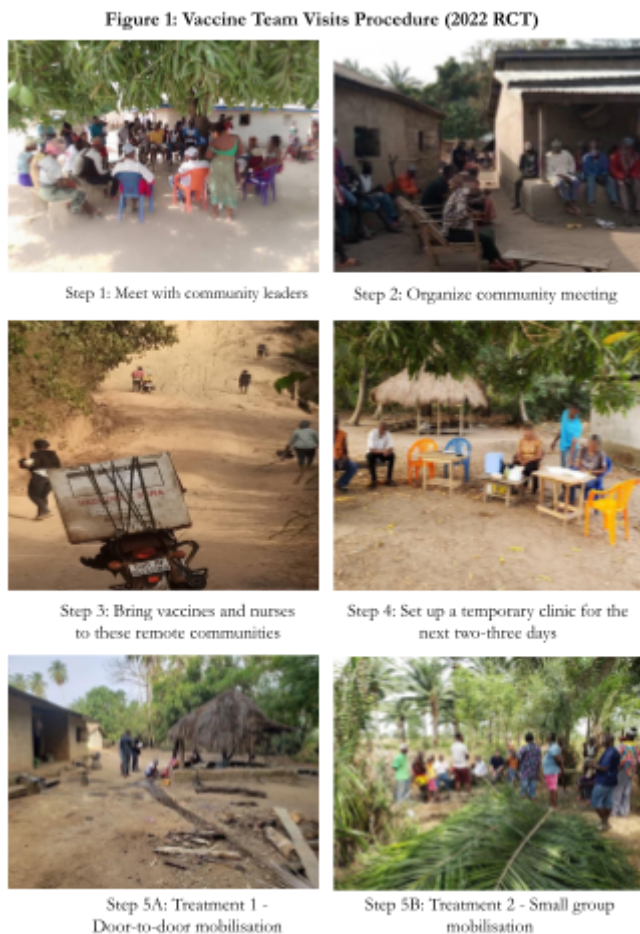 Figure 1: Vaccine Team Visits Procedure (2022 RCT)
Step 1: Meet with community leaders
Step 2: Organize community meeting
Step 3: Bring vaccines and nurses
to these remote communities
Step 4: Set up a temporary clinic for the
next two-three days
Step 5A: Treatment 1 -
Door-to-door mobilisation
Step 5B: Treatment 2 - Small group
mobilisation